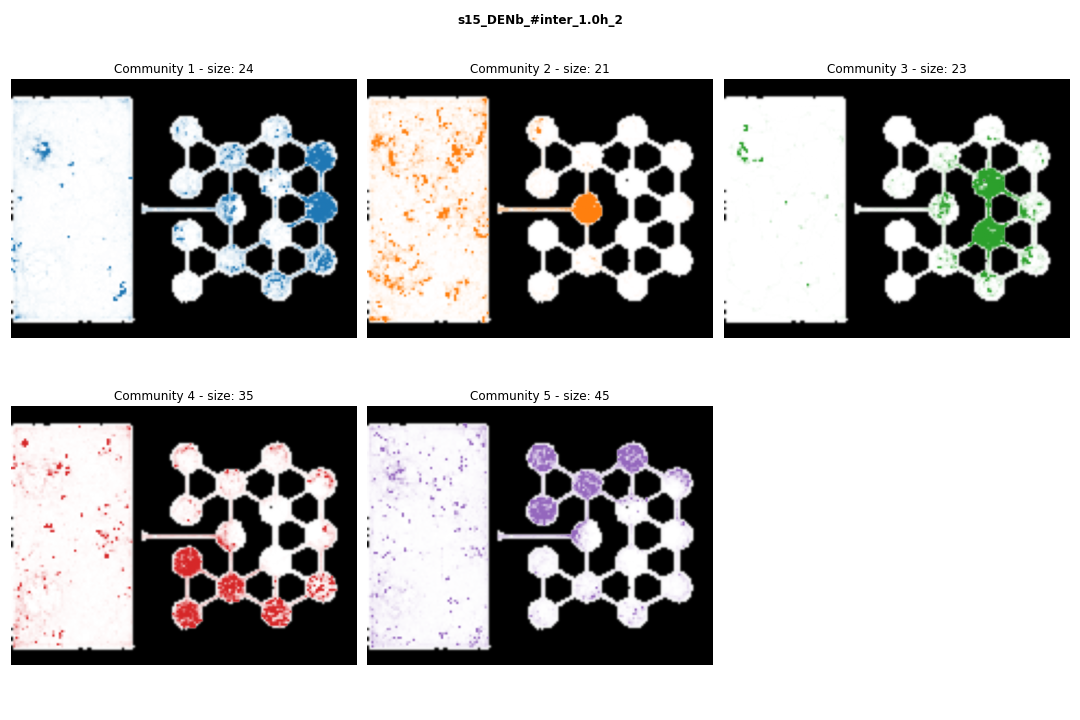 s15_DENb_#inter_1.0h_2
Community 1 - size: 24
Community 2 - size: 21
Community 3 - size: 23
Community 4 - size: 35
Community 5 - size: 45